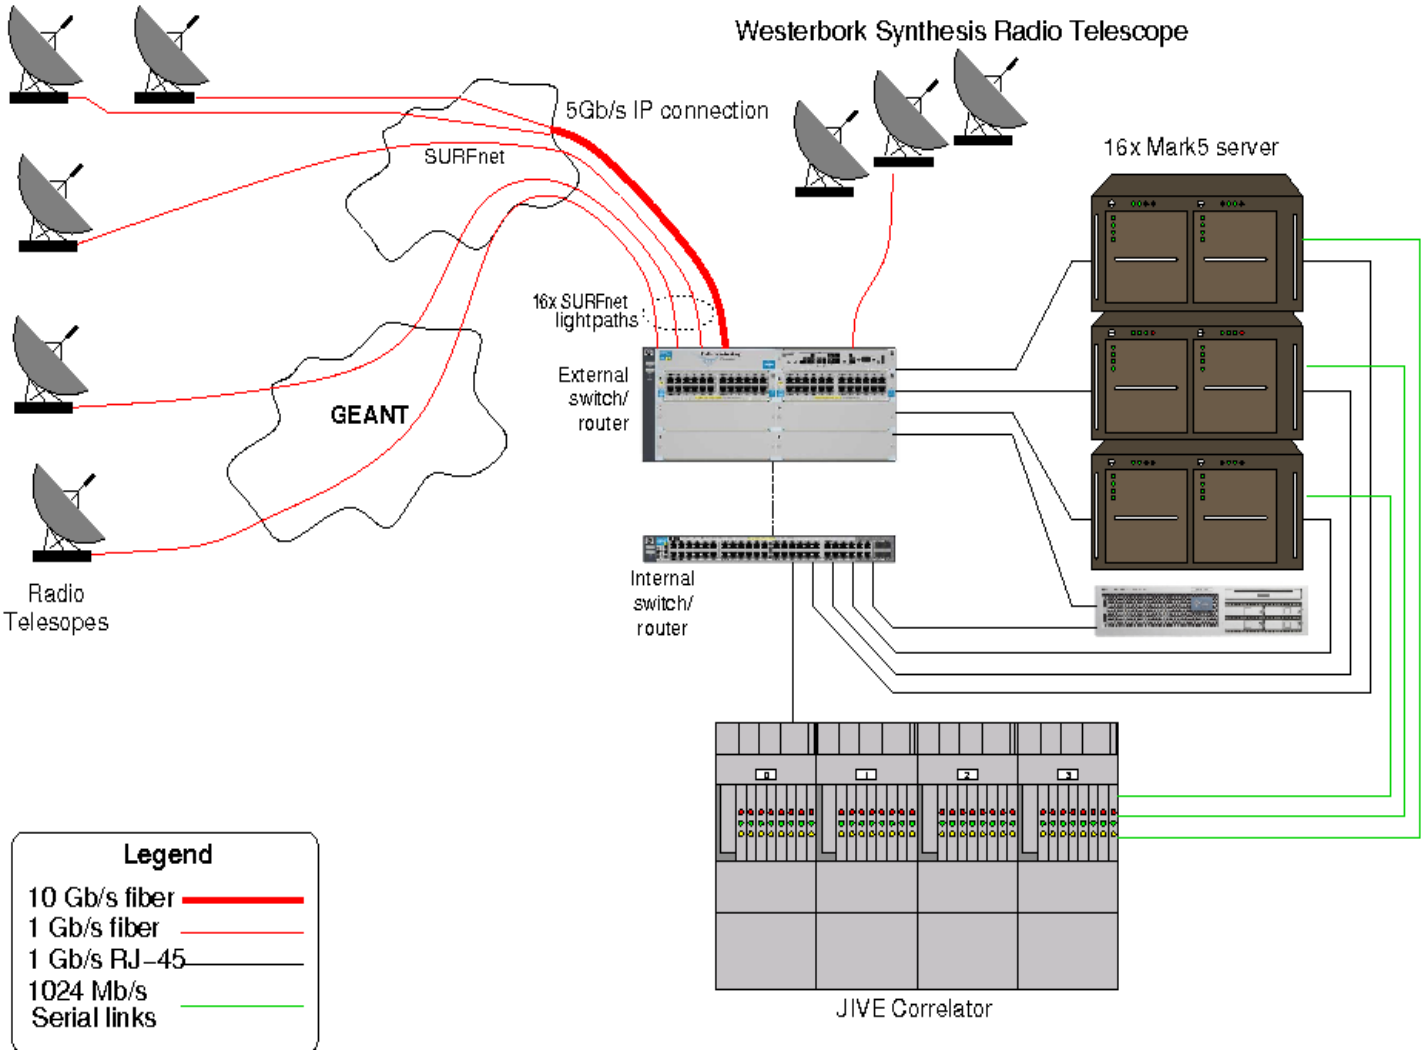 Westerbork Synthesis Radio Telescope
5Gb/s IP connection
SURFnet
16x Mark5 server
16x SURFnet
lightpaths
External
switch/
router
GEANT
Internal
switch/
router
Radio
Telesopes
0
1
2
3
JIVE Correlator
Legend
10 Gb/s fiber
1 Gb/s fiber
1 Gb/s RJ-45
1024 Mb/s
Serial links